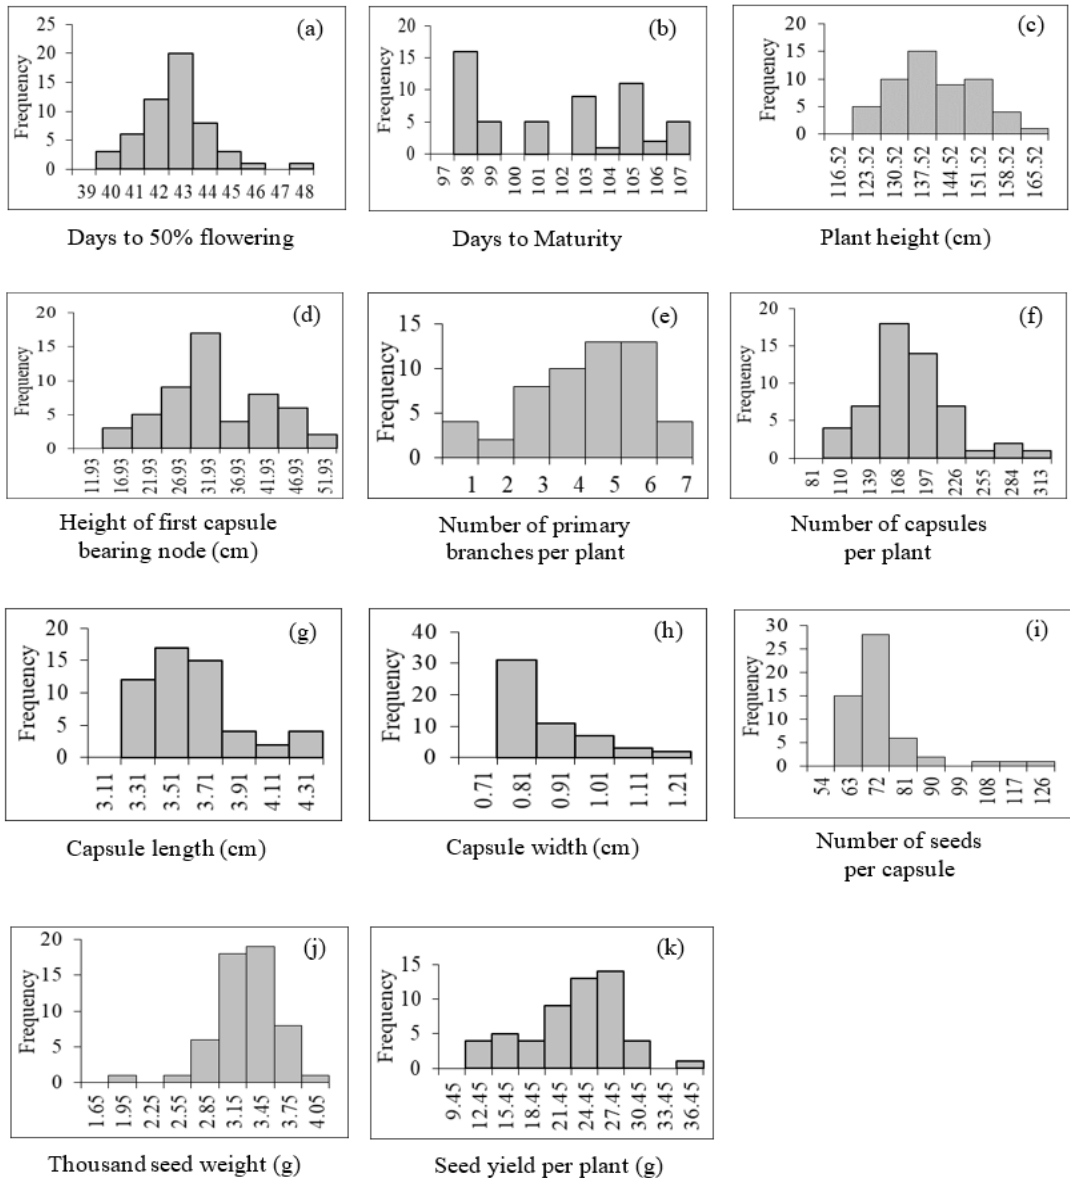 (a)
Frequency
25
20
15
10
5
0
39 40 41 42 43 44 45 46 47 48
Days to 50% flowering
(b)
Frequency
20
15
10
5
0
97 98 99 100 101 102 103 104 105 106 107
Days to Maturity
(c)
Frequency
20
15
10
5
0
116.52 123.52 130.52 137.52 144.52 151.52 158.52 165.52
Plant height (cm)
(d)
Frequency
20
15
10
5
0
11.93 16.93 21.93 26.93 31.93 36.93 41.93 46.93 51.93
Height of first capsule
bearing node (cm)
(e)
Frequency
15
10
5
0
1 2 3 4 5 6 7
Number of primary
branches per plant
(f)
Frequency
20
15
10
5
0
81 110 139 168 197 226 255 284 313
Number of capsules
per plant
(g)
Frequency
20
15
10
5
0
3.11 3.31 3.51 3.71 3.91 4.11 4.31
Capsule length (cm)
(h)
Frequency
40
30
20
10
0
0.71 0.81 0.91 1.01 1.11 1.21
Capsule width (cm)
(i)
Frequency
30
25
20
15
10
5
0
54 63 72 81 90 99 108 117 126
Number of seeds
per capsule
(j)
Frequency
20
15
10
5
0
1.65 1.95 2.25 2.55 2.85 3.15 3.45 3.75 4.05
Thousand seed weight (g)
(k)
Frequency
15
10
5
0
9.45 12.45 15.45 18.45 21.45 24.45 27.45 30.45 33.45 36.45
Seed yield per plant (g)